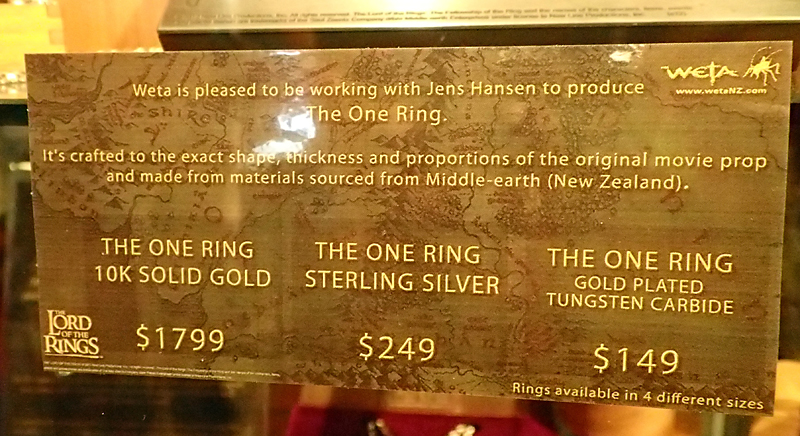 Weta is pleased to be working with Jens Hansen to produce
The One Ring.
WETA
www.wetaNZ.com
It's crafted to the exact shape, thickness and proportions of the original movie prop
and made from materials sourced from Middle-earth (New Zealand).
THE ONE RING
10K SOLID GOLD
$1799
THE ONE RING
STERLING SILVER
$249
THE ONE RING
GOLD PLATED
TUNGSTEN CARBIDE
$149
THE
LORD
OF THE
RINGS
Rings available in 4 different sizes